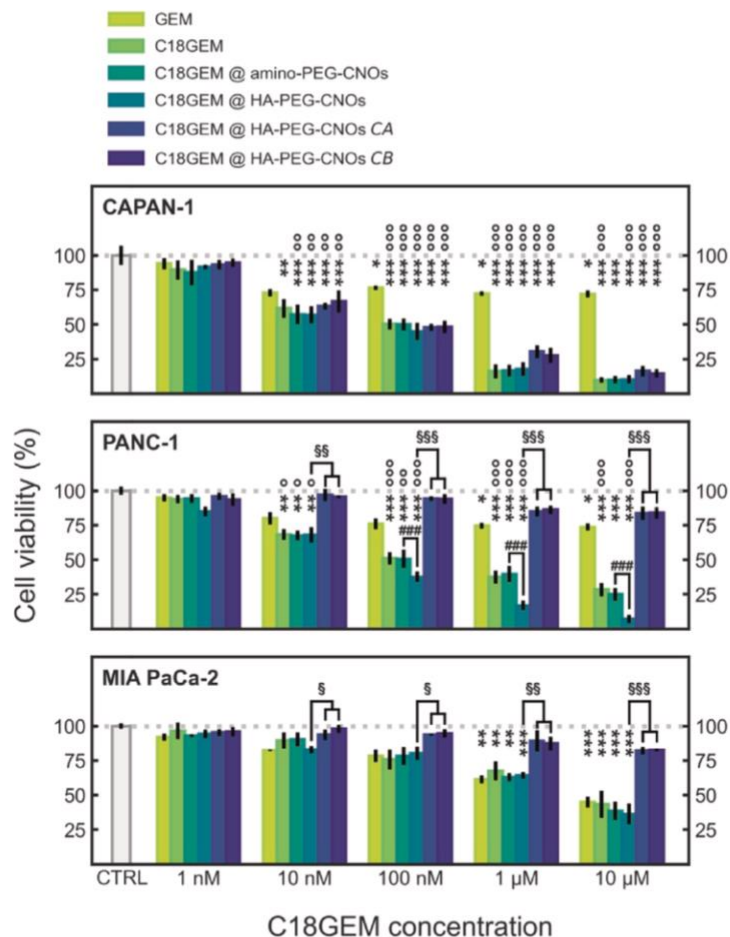 GEM
C18GEM
C18GEM @ amino-PEG-CNOs
C18GEM @ HA-PEG-CNOs
C18GEM @ HA-PEG-CNOs CA
C18GEM @ HA-PEG-CNOs CB
CAPAN-1
100
75
50
25
100
75
50
25
PANC-1
§§
§§§
§§§
§§§
###
###
###
100
75
50
25
100
75
50
25
MIA PaCa-2
§
§
§§
§§§
100
75
50
25
100
75
50
25
Cell viability (%)
CTRL 1 nM 10 nM 100 nM 1 µM 10 µM
C18GEM concentration